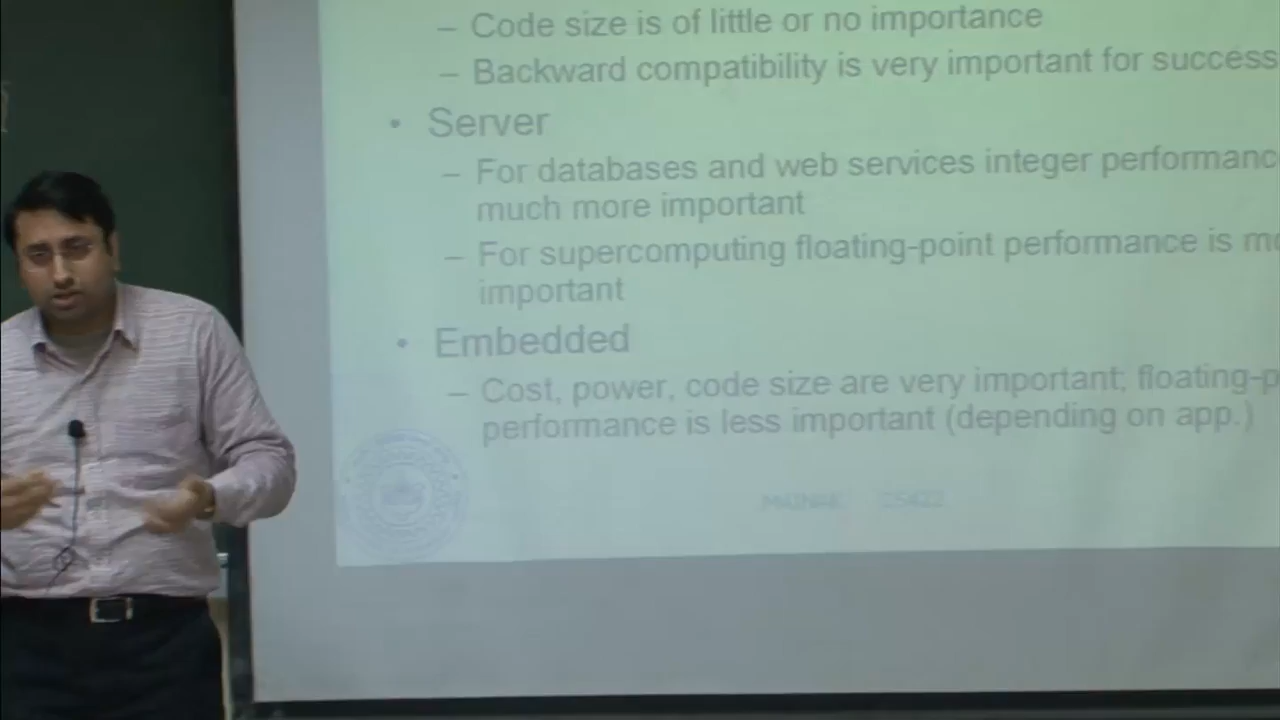 – Code size is of little or no importance
– Backward compatibility is very important for success
• Server
– For databases and web services integer performanc
much more important
– For supercomputing floating-point performance is mo
important
• Embedded
– Cost, power, code size are very important; floating-p
performance is less important (depending on app.)